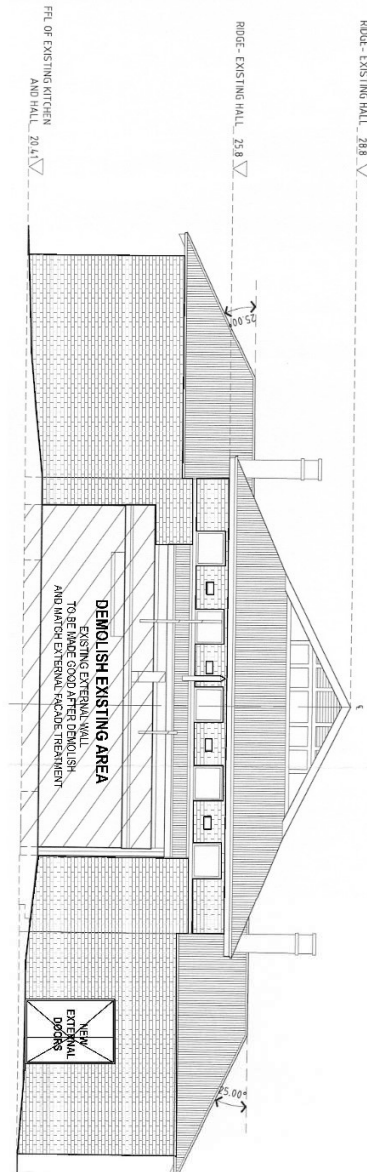 RIDGE- EXISTING HALL 28.8
RIDGE- EXISTING HALL 25.8
FFL OF EXISTING KITCHEN
AND HALL 20.41
25.00°
25.00°
DEMOLISH EXISTING AREA
EXISTING EXTERNAL WALL
TO BE MADE GOOD AFTER DEMOLISH
AND MATCH EXTERNAL FACADE TREATMENT
NEW
EXTERNAL
DOORS